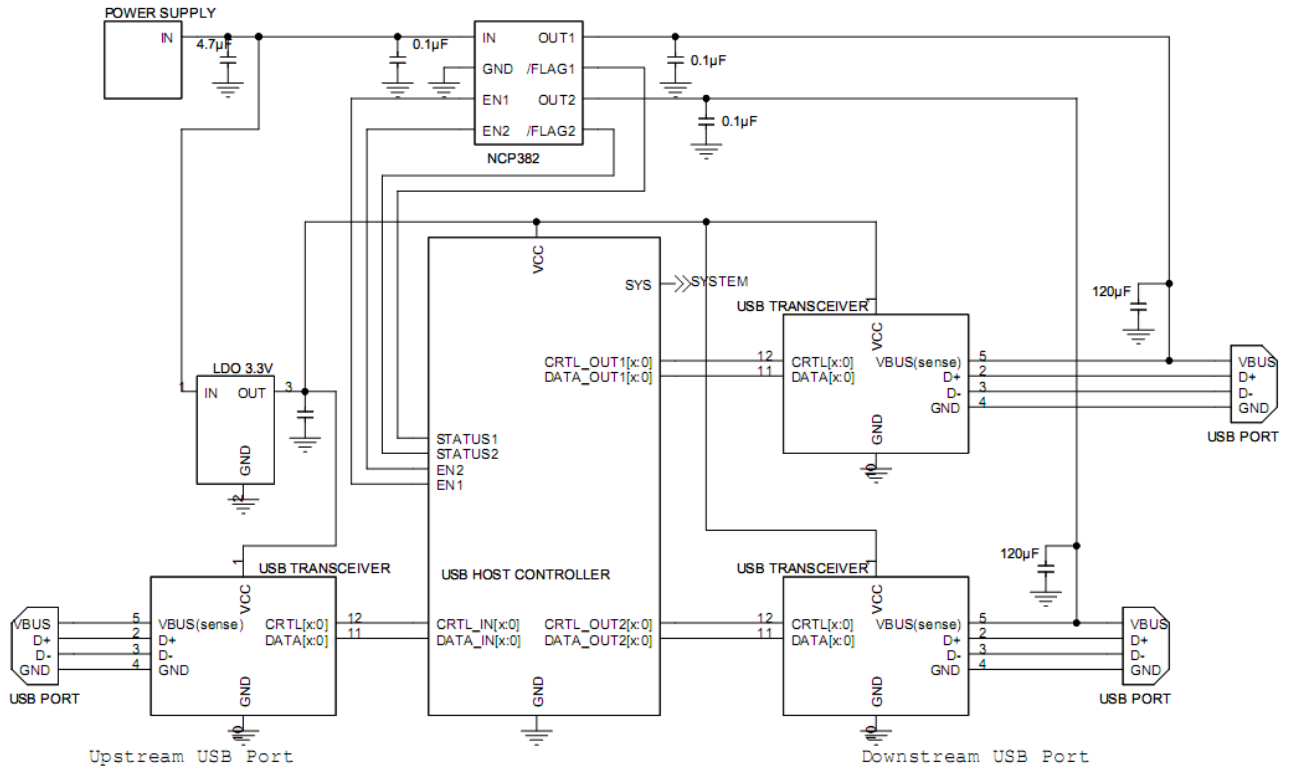 POWER SUPPLY
IN
4.7µF
0.1µF
IN
OUT1
GND
/FLAG1
EN1
OUT2
EN2
/FLAG2
NCP382
0.1µF
0.1µF
VCC
SYS
SYSTEM
120µF
USB TRANSCEIVER
1
VCC
CRTL_OUT1[x:0]
12
CRTL[x:0]
VBUS(sense)
5
VBUS
DATA_OUT1[x:0]
11
DATA[x:0]
2
D+
3
D-
GND
4
GND
GND
10
USB PORT
LDO 3.3V
1
IN
OUT
3
GND
2
STATUS1
STATUS2
EN2
EN1
120µF
1
USB TRANSCEIVER
VCC
USB HOST CONTROLLER
USB TRANSCEIVER
1
VCC
VBUS
5
VBUS(sense)
CRTL[x:0]
12
CRTL_IN[x:0]
CRTL_OUT2[x:0]
12
CRTL[x:0]
VBUS(sense)
5
VBUS
D+
2
D+
DATA[x:0]
11
DATA_IN[x:0]
DATA_OUT2[x:0]
11
DATA[x:0]
2
D+
D-
3
D-
3
D-
GND
4
GND
GND
4
GND
GND
GND
GND
USB PORT
10
10
USB PORT
Upstream USB Port
Downstream USB Port